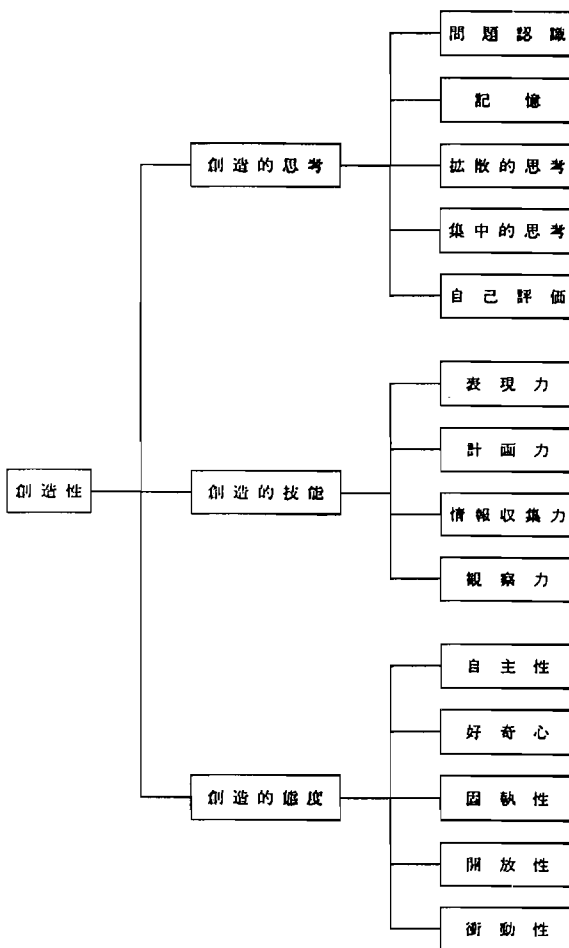 創造性
創造的思考
問題認識
記憶
拡散的思考
集中的思考
自己評価
創造的技能
表現力
計画力
情報収集力
観察力
創造的態度
自主性
好奇心
固執性
開放性
衝動性